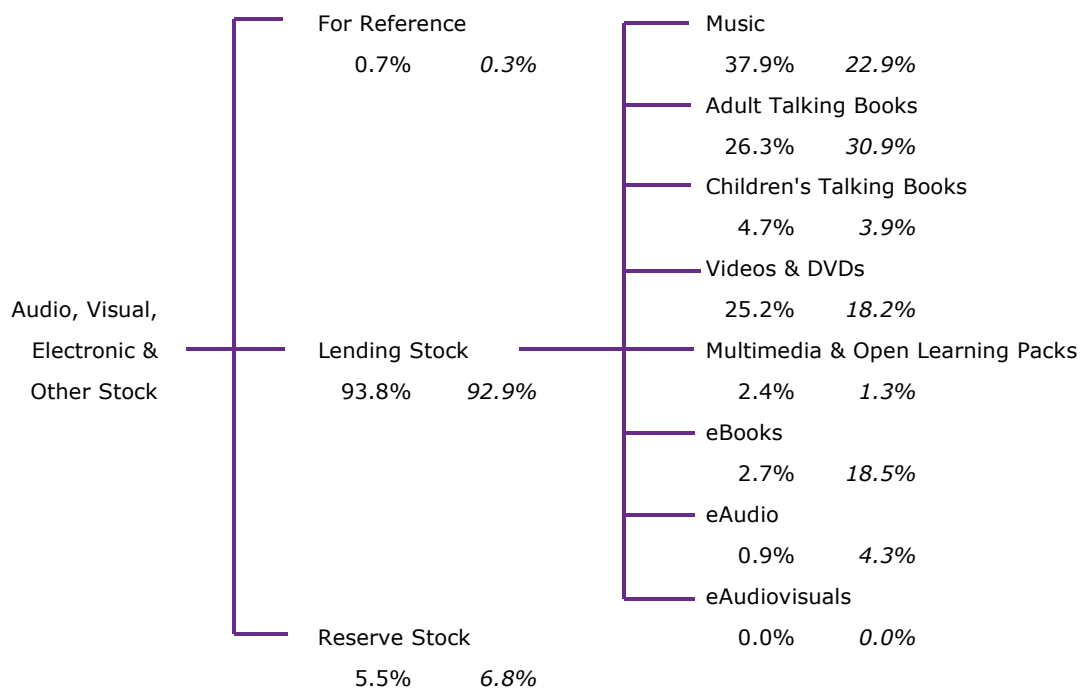 For Reference
0.7% 0.3%
Music
37.9% 22.9%
Adult Talking Books
26.3% 30.9%
Children's Talking Books
4.7% 3.9%
Videos & DVDs
25.2% 18.2%
Audio, Visual,
Electronic &
Other Stock
Lending Stock
93.8% 92.9%
Multimedia & Open Learning Packs
2.4% 1.3%
eBooks
2.7% 18.5%
eAudio
0.9% 4.3%
eAudiovisuals
0.0% 0.0%
Reserve Stock
5.5% 6.8%